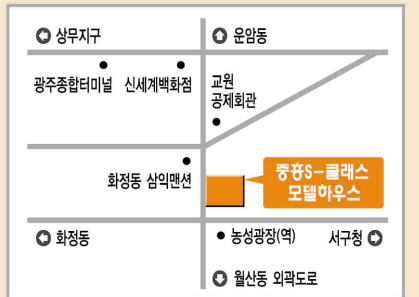 상무지구
운암동
광주종합터미널
신세계백화점
교원
공제회관
화정동 삼익맨션
중흥S-클래스
모델하우스
화정동
농성광장(역)
서구청
월산동 외곽도로